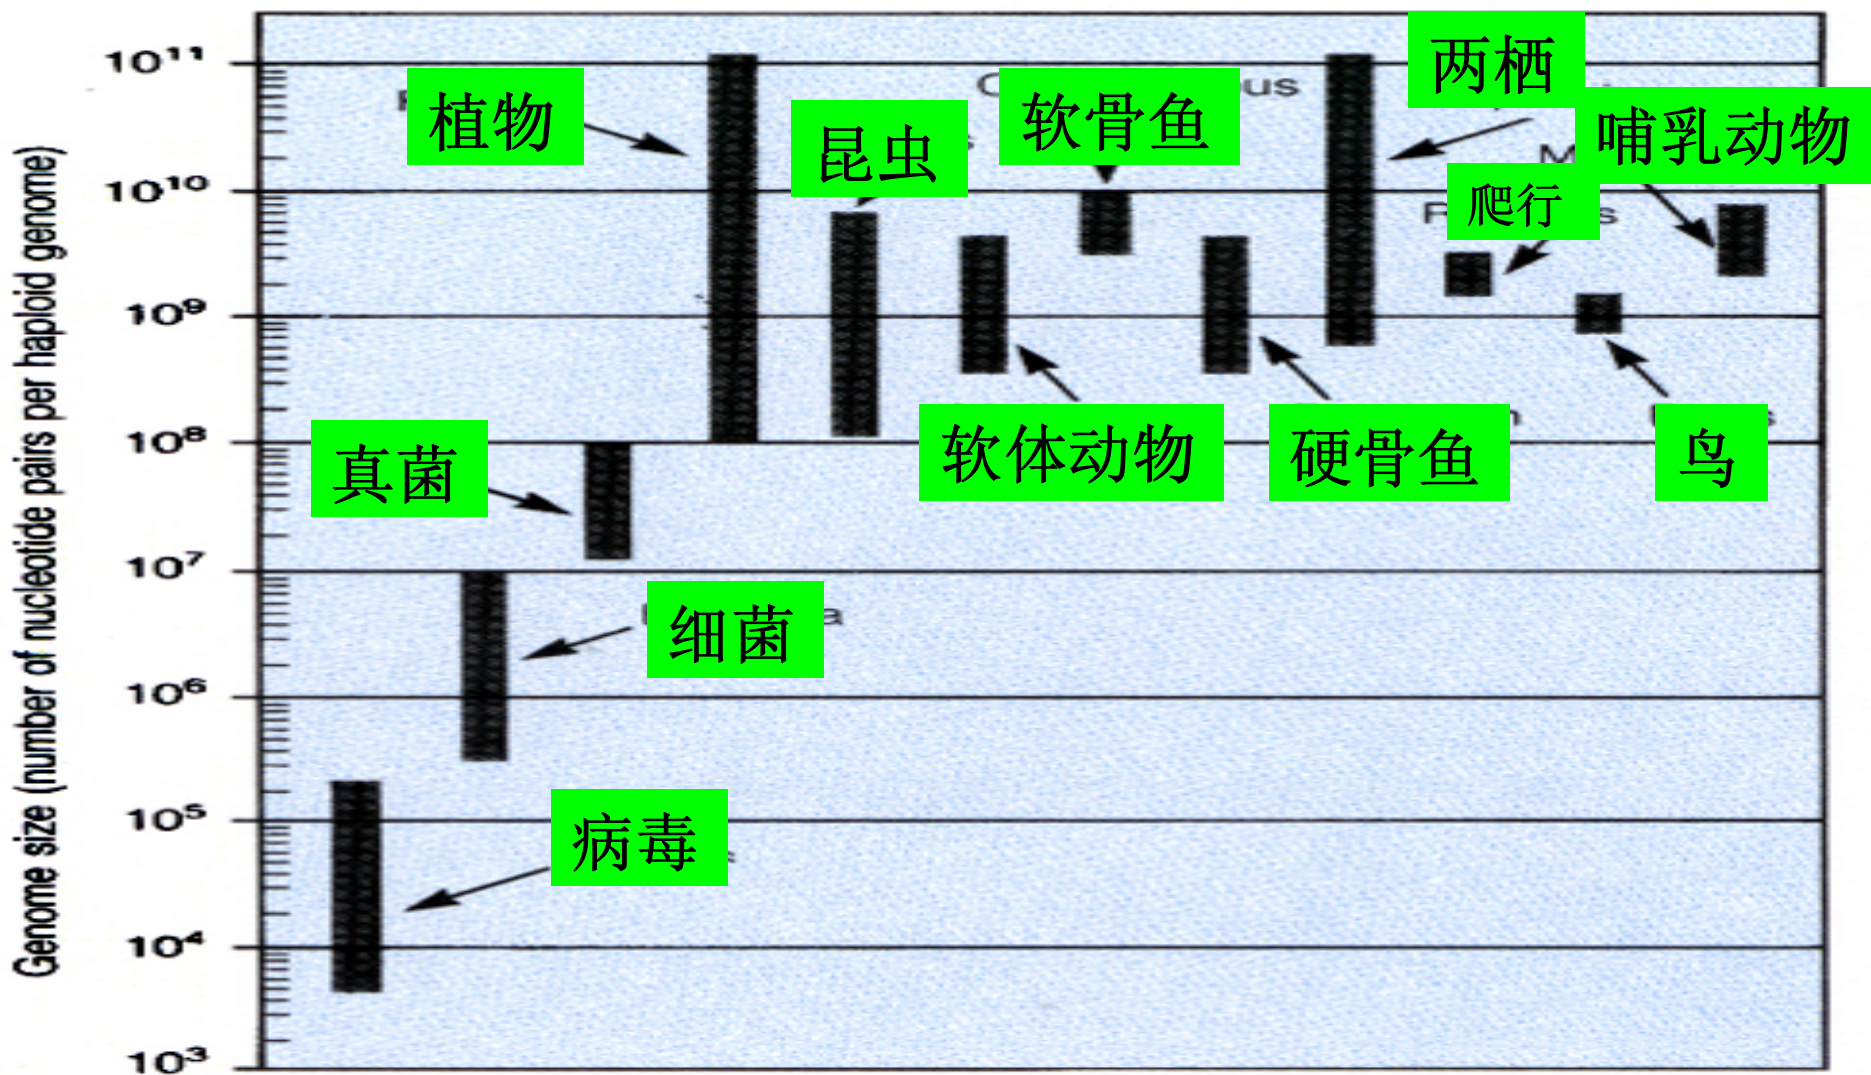 Genome size (number of nucleotide pairs per haploid genome)
10¹¹
10¹⁰
10⁹
10⁸
10⁷
10⁶
10⁵
10⁴
10³
植物
昆虫
软骨鱼
两栖
哺乳动物
爬行
真菌
软体动物
硬骨鱼
鸟
细菌
病毒